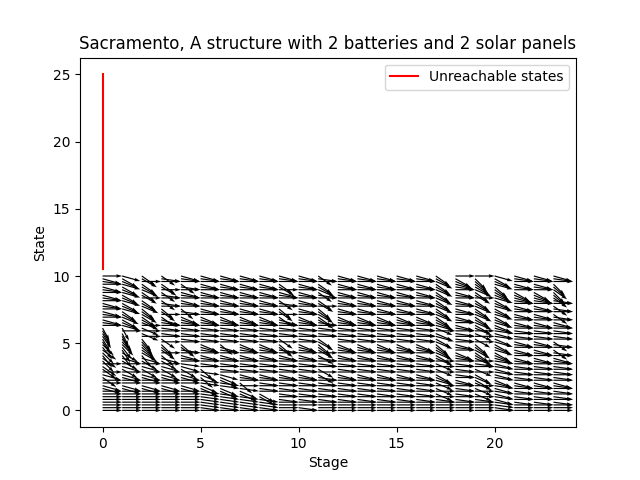 Sacramento, A structure with 2 batteries and 2 solar panels
Unreachable states
25
20
15
10
5
0
State
0 5 10 15 20
Stage